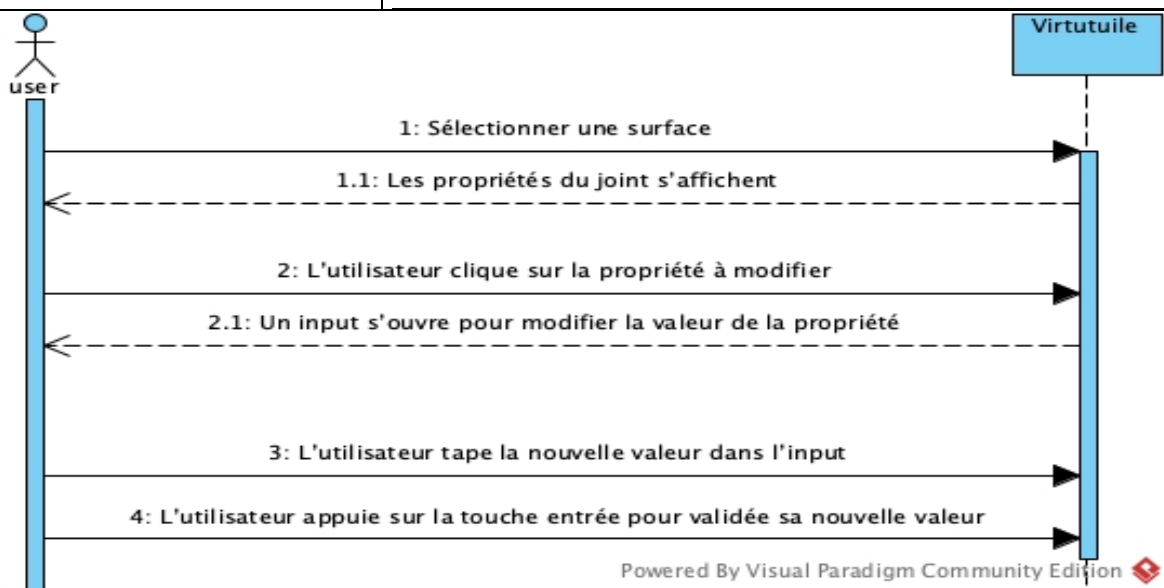 user
Virtutuile
1: Sélectionner une surface
1.1: Les propriétés du joint s'affichent
2: L'utilisateur clique sur la propriété à modifier
2.1: Un input s'ouvre pour modifier la valeur de la propriété
3: L'utilisateur tape la nouvelle valeur dans l'input
4: L'utilisateur appuie sur la touche entrée pour validée sa nouvelle valeur
Powered By Visual Paradigm Community Edition